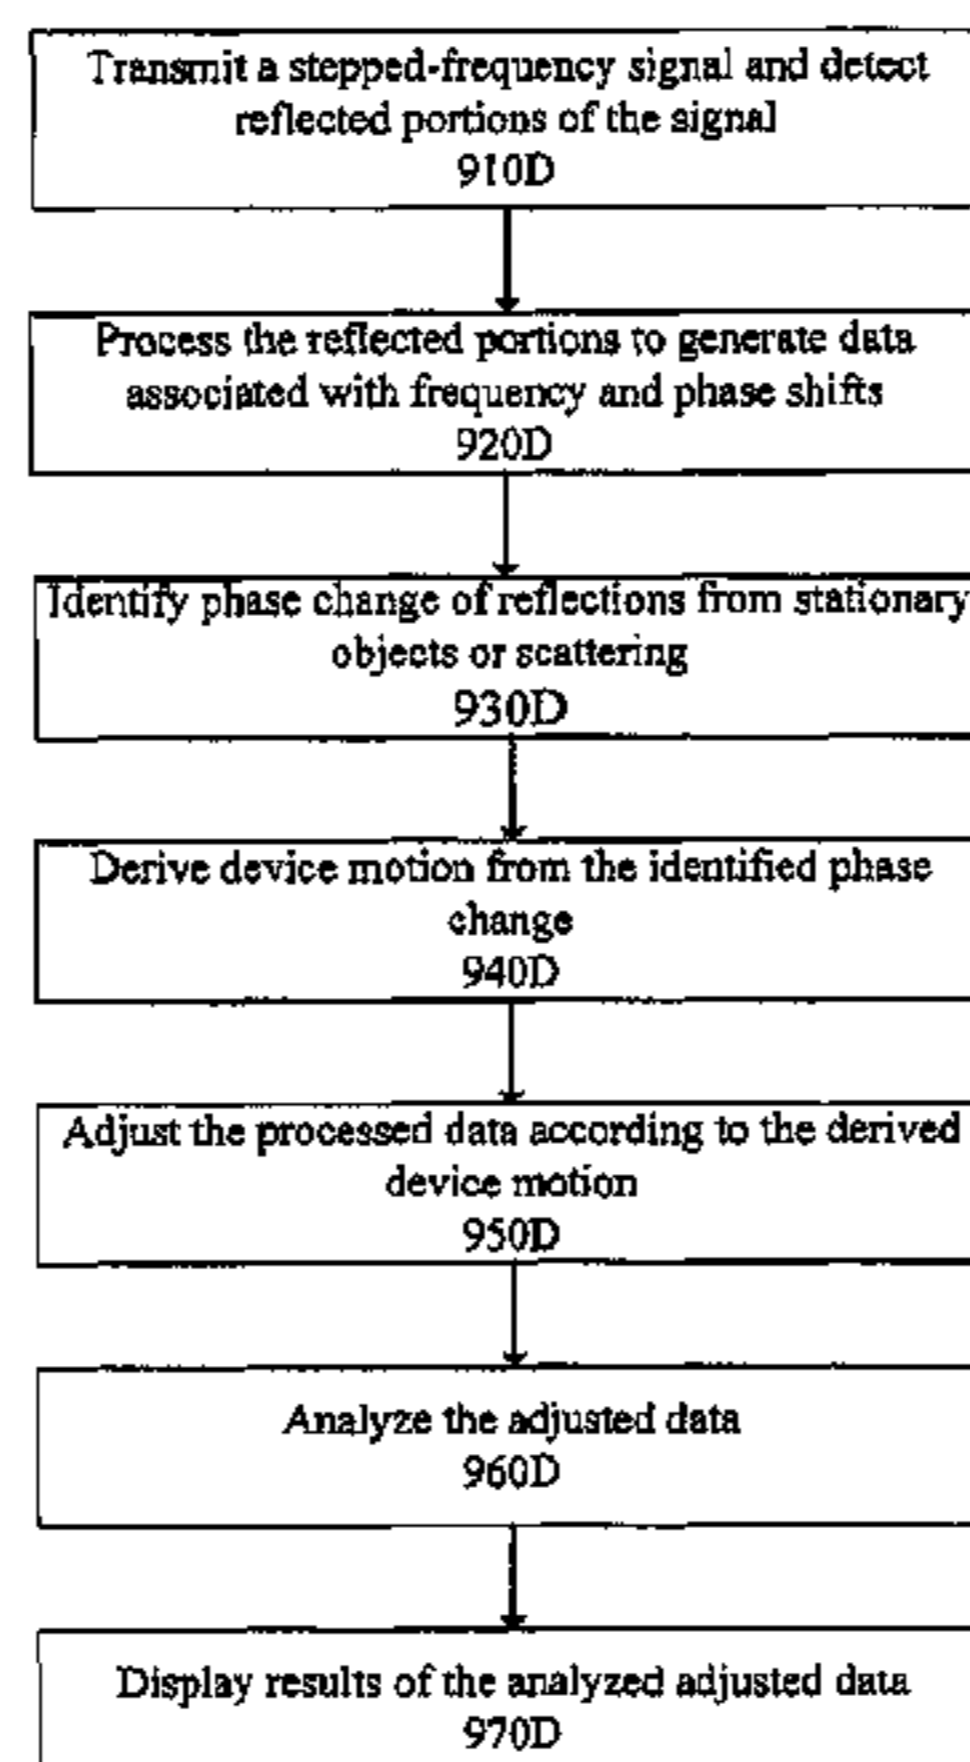 Transmit a stepped-frequency signal and detect
reflected portions of the signal
910D
Process the reflected portions to generate data
associated with frequency and phase shifts
920D
Identify phase change of reflections from stationary
objects or scattering
930D
Derive device motion from the identified phase
change
940D
Adjust the processed data according to the derived
device motion
950D
Analyze the adjusted data
960D
Display results of the analyzed adjusted data
970D